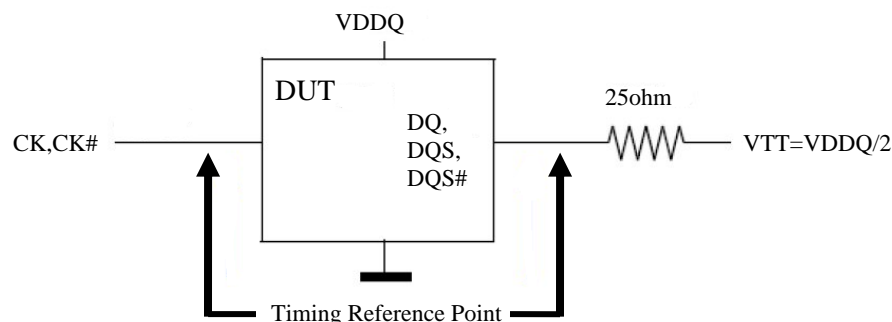 VDDQ
DUT
25ohm
CK,CK#
DQ,
DQS,
DQS#
VTT=VDDQ/2
Timing Reference Point